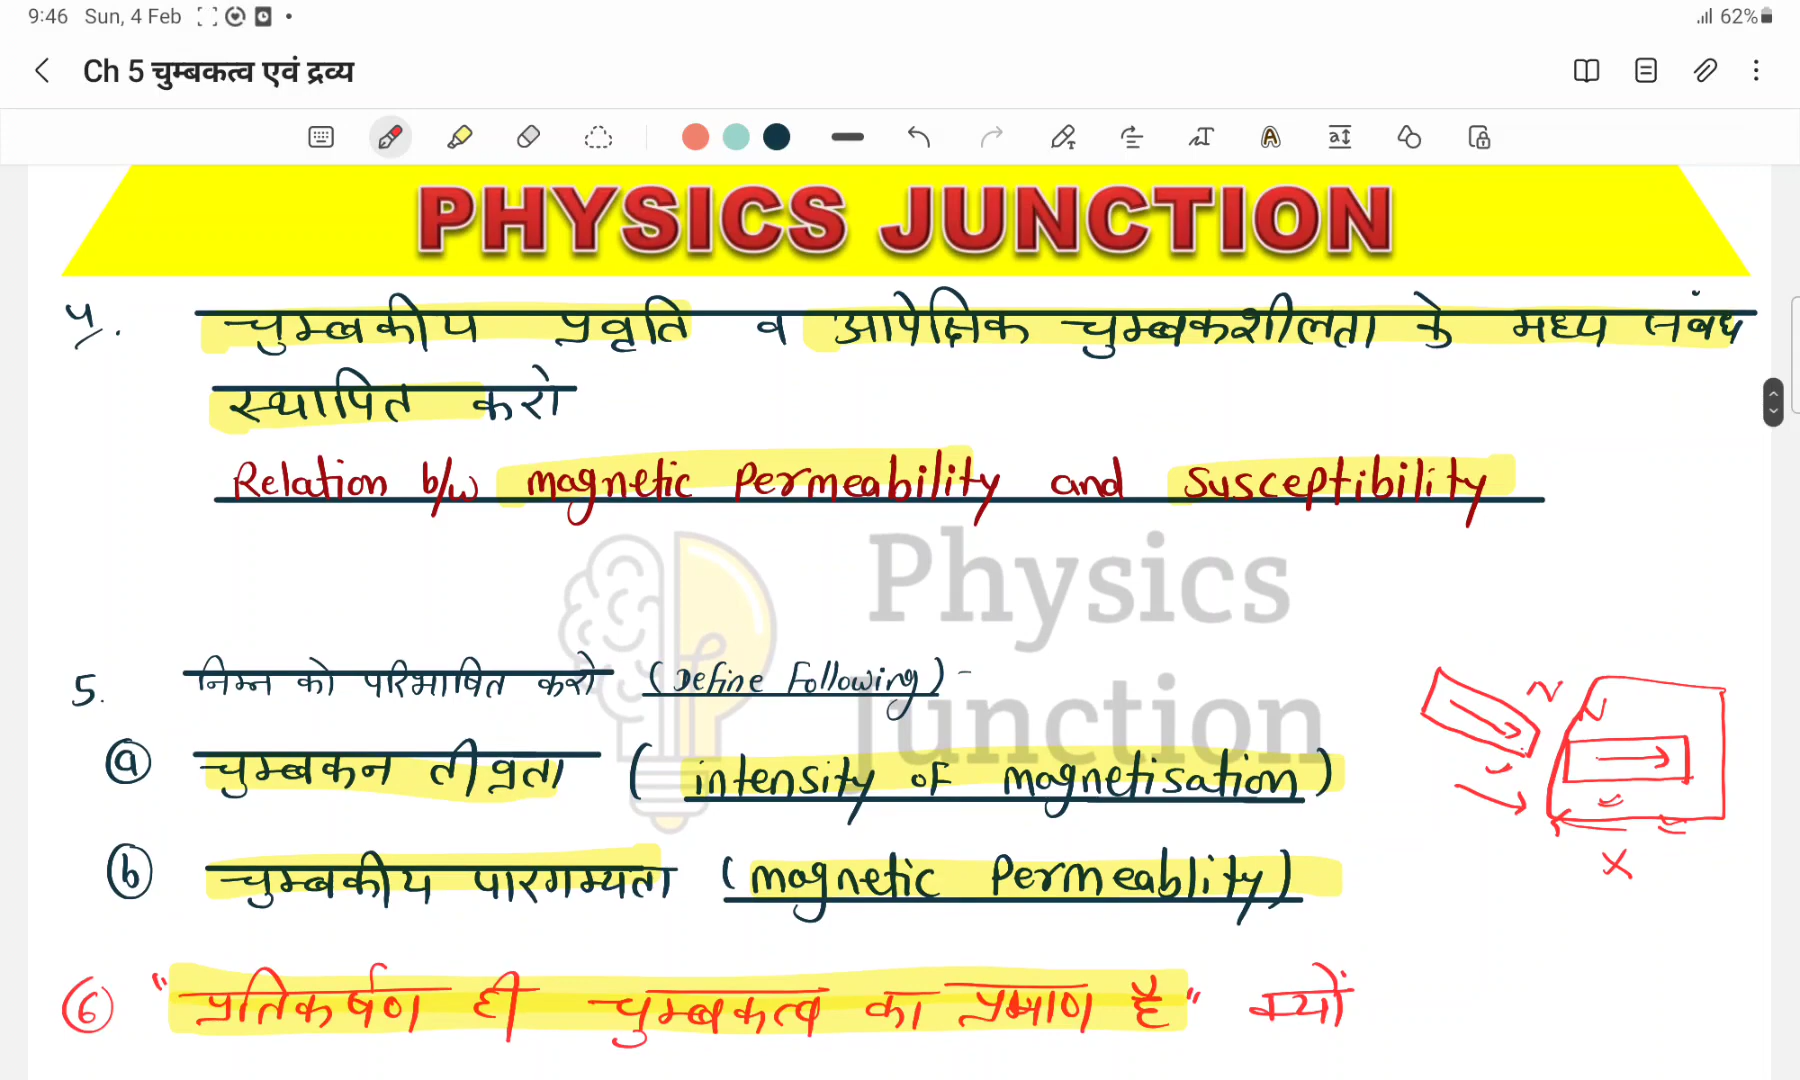 9:46 Sun, 4 Feb
62%
Ch 5 चुम्बकत्व एवं द्रव्य
PHYSICS JUNCTION
4. चुम्बकीय प्रवृति व आपेक्षिक चुम्बकशीलता के मध्य संबंध
स्थापित करो
Relation b/w magnetic Permeability and Susceptibility
Physics
Junction
5. निम्न को परिभाषित करो (Define Following) -
(a) चुम्बकन तीव्रता (intensity of magnetisation)
(b) चुम्बकीय पारगम्यता (magnetic Permeablity)
N
N
X
(6) "प्रतिकर्षण ही चुम्बकत्व का प्रमाण है" क्यों